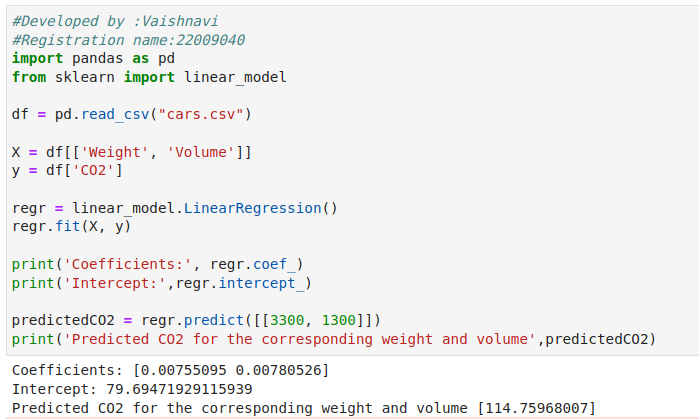 #Developed by :Vaishnavi
#Registration name:22009040
import pandas as pd
from sklearn import linear_model
df = pd.read_csv("cars.csv")
X = df[['Weight', 'Volume']]
y = df['CO2']
regr = linear_model.LinearRegression()
regr.fit(X, y)
print('Coefficients:', regr.coef_)
print('Intercept:',regr.intercept_)
predictedCO2 = regr.predict([[3300, 1300]])
print('Predicted CO2 for the corresponding weight and volume',predictedCO2)
Coefficients: [0.00755095 0.00780526]
Intercept: 79.69471929115939
Predicted CO2 for the corresponding weight and volume [114.75968007]